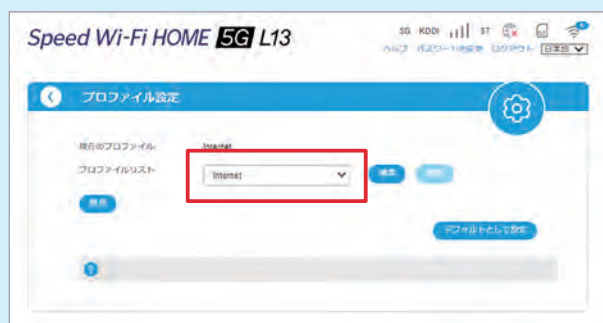 Speed Wi-Fi HOME 5G L13
5G KDDI ST
ヘルプ パスワード変更 ログアウト 日本語
プロファイル設定
現在のプロファイル Internet
プロファイルリスト Internet
デフォルトとして設定
?